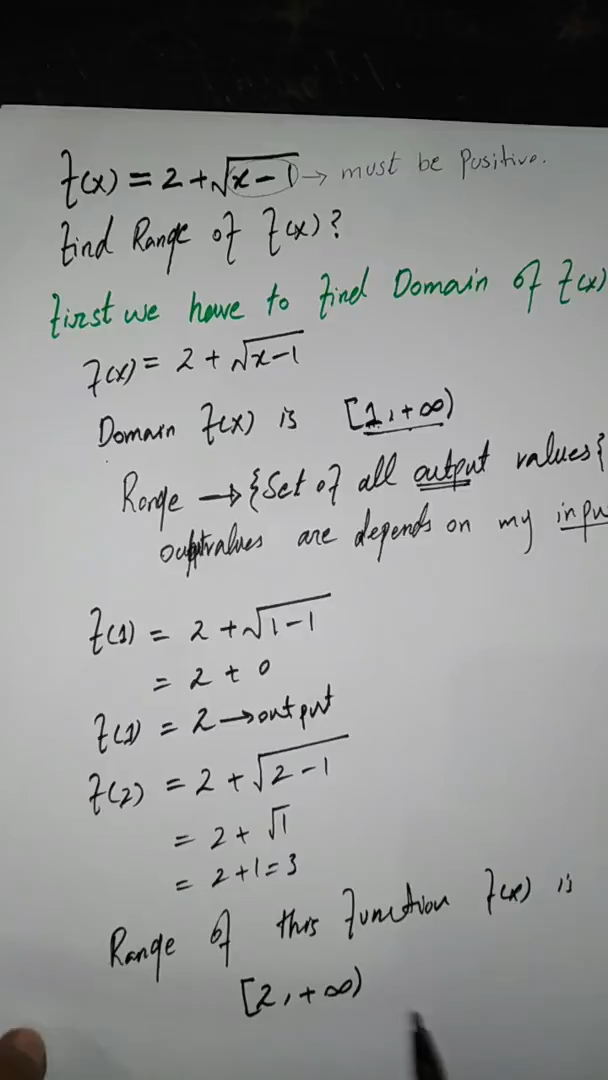 f(x) = 2 + √x-1 → must be Positive.
find Range of f(x)?
first we have to find Domain of f(x)
f(x) = 2 + √x-1
Domain f(x) is [1, +∞)
Range → {Set of all output values}
values are depends on my inpu
f(1) = 2 + √1-1
= 2 + 0
f(1) = 2 → output
f(2) = 2 + √2-1
= 2 + √1
= 2 + 1 = 3
Range of this function f(x) is
[2, +∞)